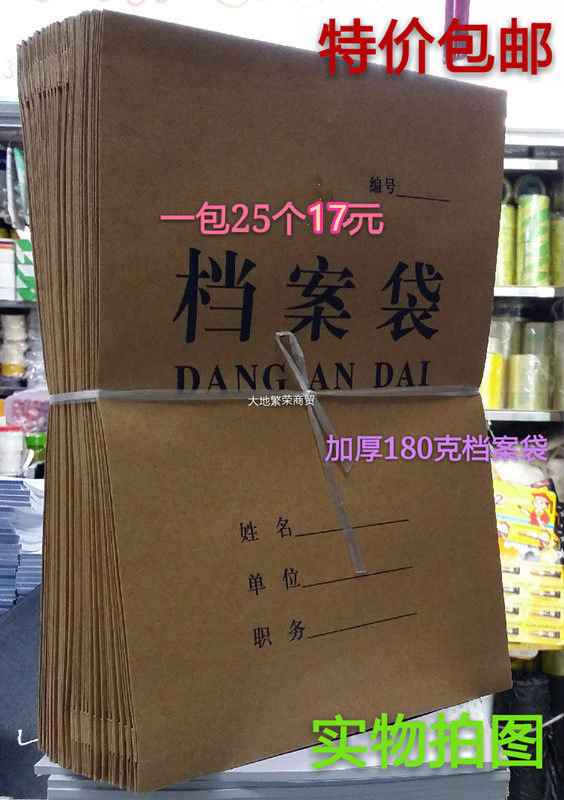 特价包邮
编号
一包25个17元
档案袋
DANG AN DAI
大地繁荣商贸
加厚180克档案袋
姓名
单位
职务
实物拍图